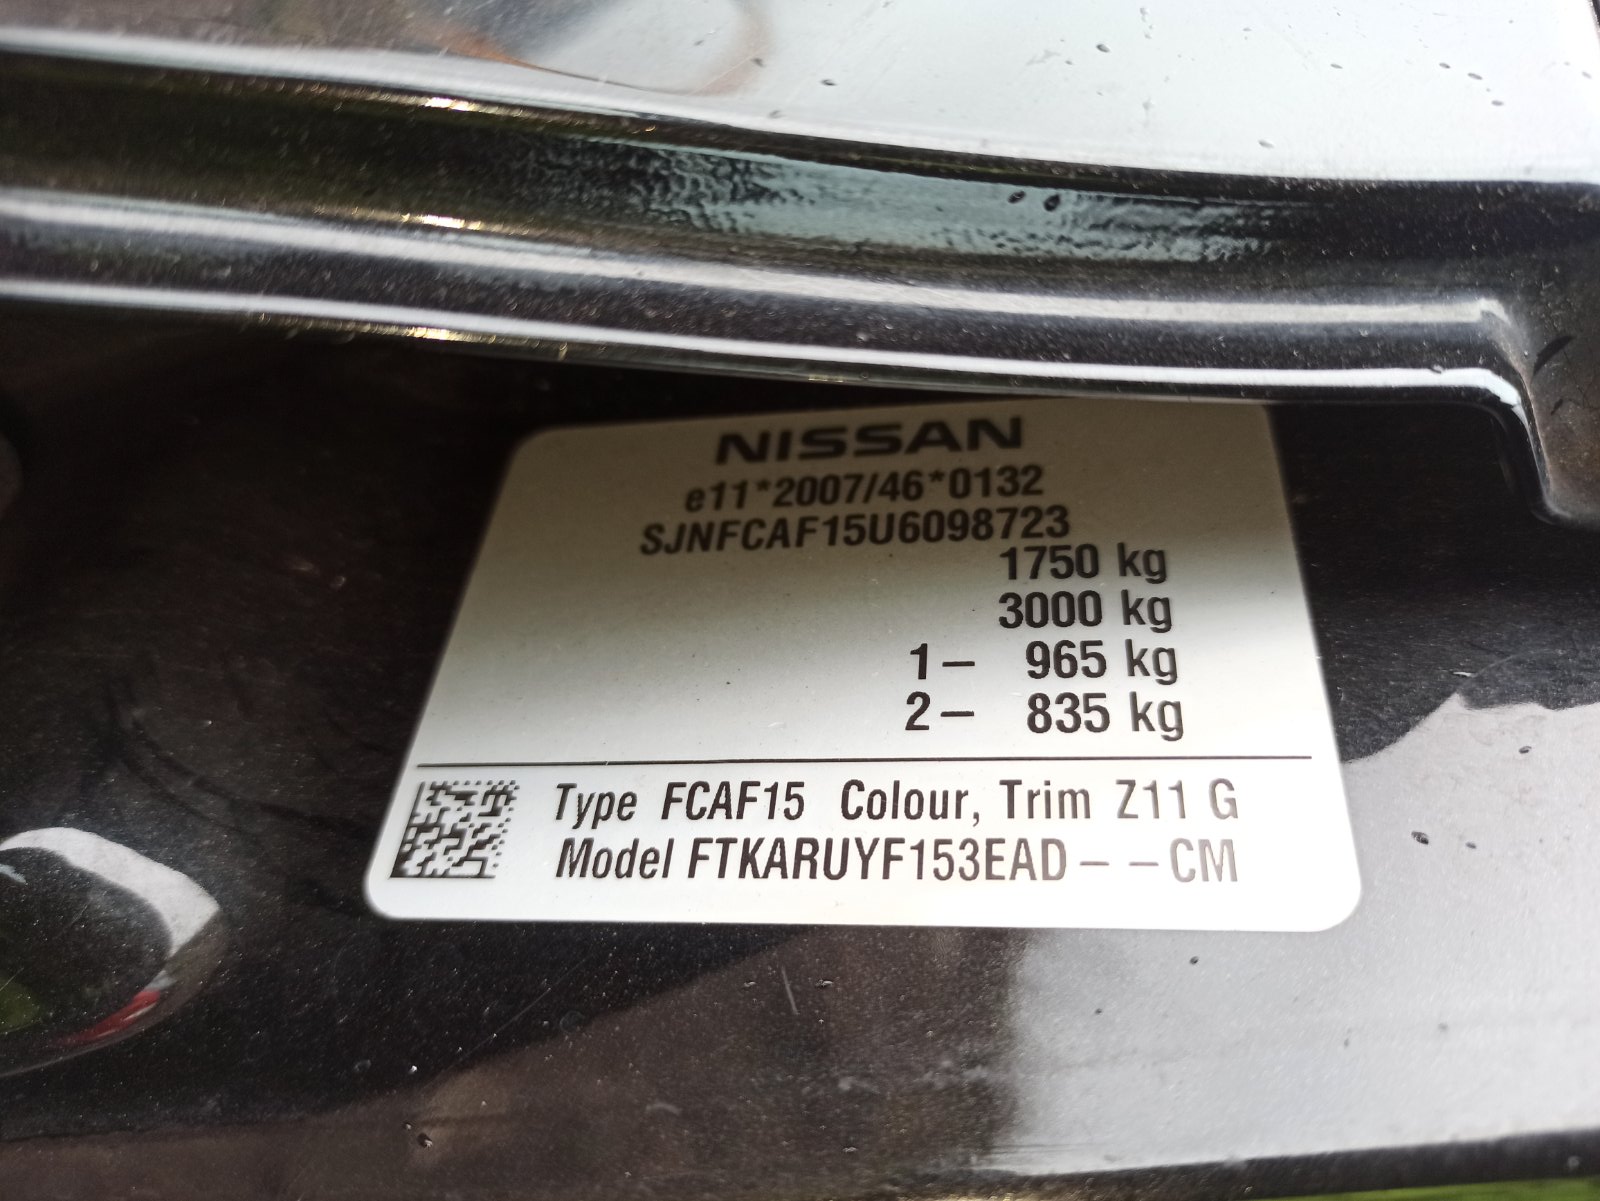 NISSAN
e11*2007/46*0132
SJNFCAF15U6098723
1750 kg
3000 kg
1– 965 kg
2– 835 kg
Type FCAF15 Colour, Trim Z11 G
Model FTKARUYF153EAD– –CM